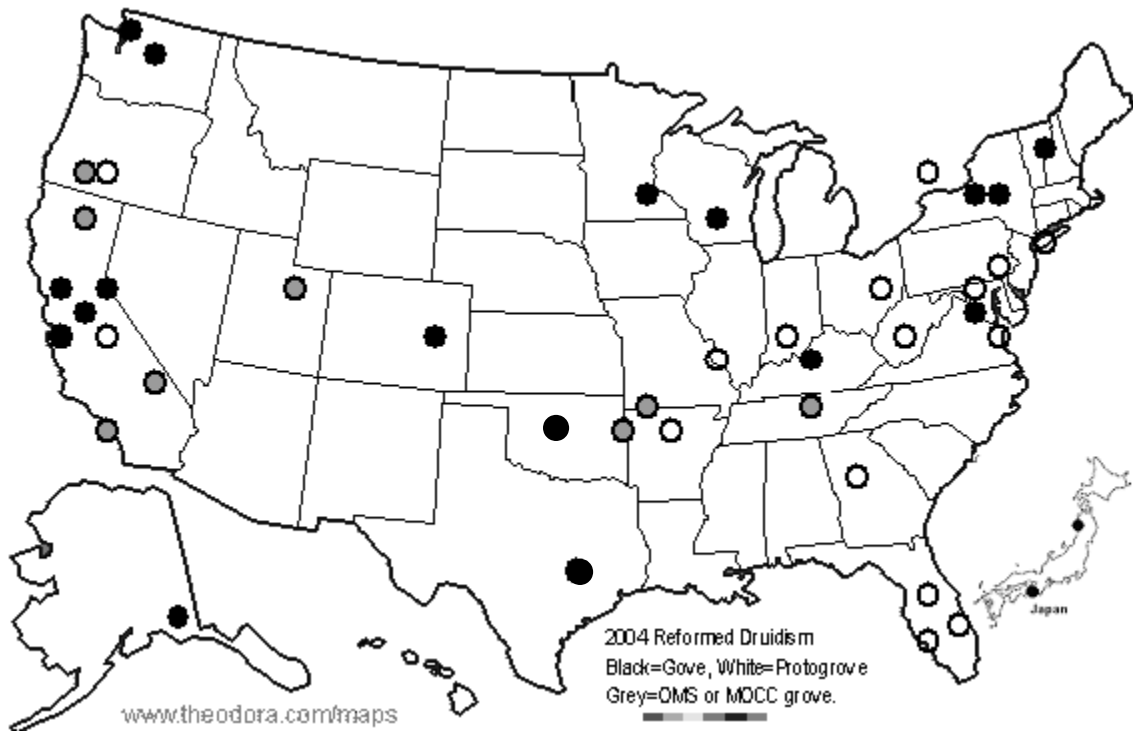 Japan
2004 Reformed Druidism
Black=Gove, White=Protogrove
Grey=OMS or MOCC grove.
www.theodora.com/maps